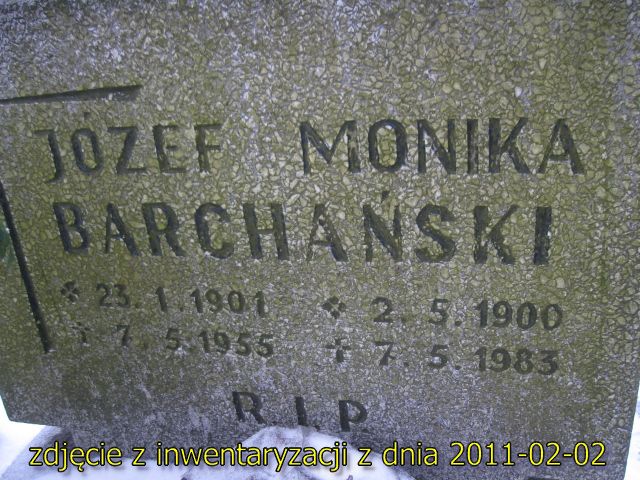 JÓZEF MONIKA
BARCHAŃSKI
* 23.1.1901 * 2.5.1900
† 7.5.1955 † 7.5.1983
R.I.P
zdjęcie z inwentaryzacji z dnia 2011-02-02